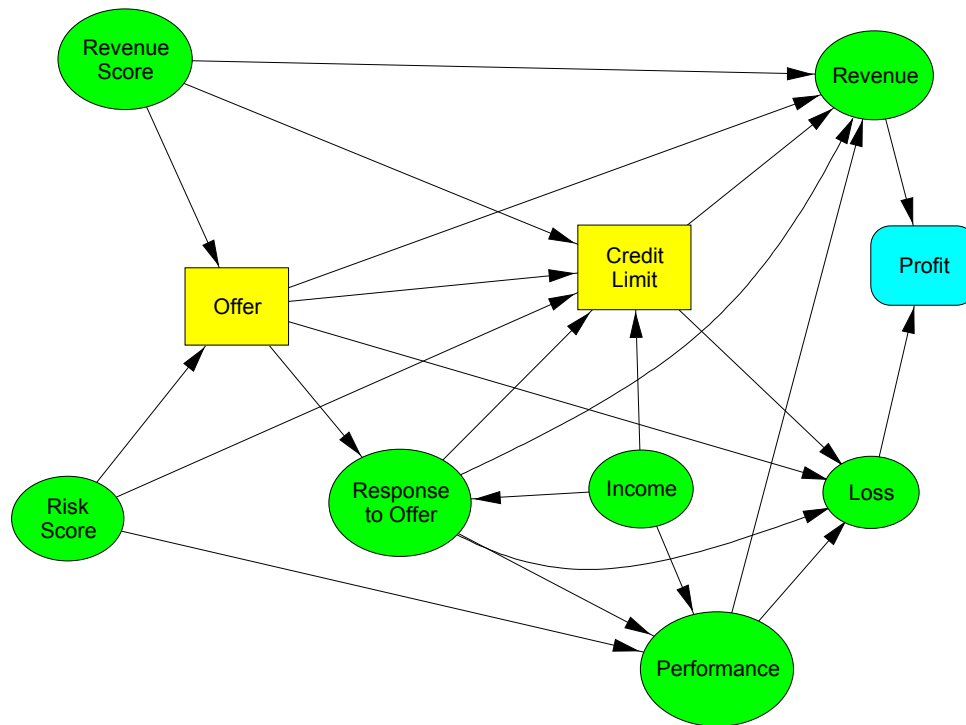 Revenue
Score
Revenue
Credit
Limit
Profit
Offer
Response
to Offer
Income
Loss
Risk
Score
Performance